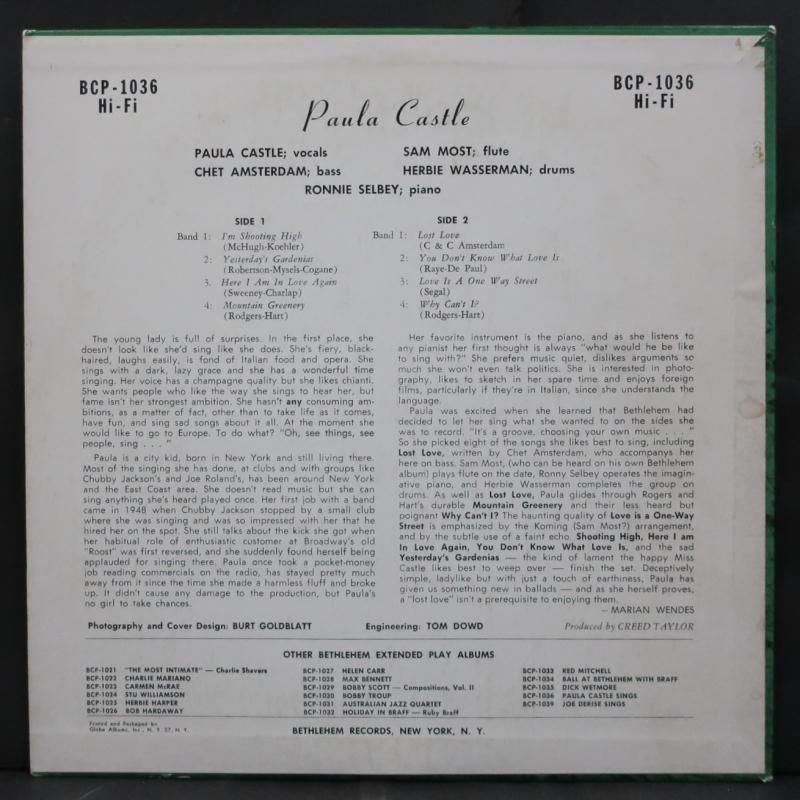 BCP-1036
Hi-Fi
BCP-1036
Hi-Fi
Paula Castle
PAULA CASTLE; vocals
SAM MOST; flute
CHET AMSTERDAM; bass
HERBIE WASSERMAN; drums
RONNIE SELBEY; piano
SIDE 1
Band 1: I'm Shooting High
(McHugh-Koehler)
2: Yesterday's Gardenias
(Robertson-Mysels-Cogane)
3. Here I Am In Love Again
(Sweeney-Charlap)
4: Mountain Greenery
(Rodgers-Hart)
SIDE 2
Band 1: Lost Love
(C & C Amsterdam
2: You Don't Know What Love Is
(Raye-De Paul)
3: Love Is A One Way Street
(Segal)
4: Why Can't I?
(Rodgers-Hart)
The young lady is full of surprises. In the first place, she
doesn't look like she'd sing like she does. She's fiery, black-
haired, laughs easily, is fond of Italian food and opera. She
sings with a dark, lazy grace and she has a wonderful time
singing. Her voice has a champagne quality but she likes chianti.
She wants people who like the way she sings to hear her, but
fame isn't her strongest ambition. She hasn't any consuming am-
bitions, as a matter of fact, other than to take life as it comes,
have fun, and sing sad songs about it all. At the moment she
would like to go to Europe. To do what? "Oh, see things, see
people, sing . . . "
Paula is a city kid, born in New York and still living there.
Most of the singing she has done, at clubs and with groups like
Chubby Jackson's and Joe Roland's, has been around New York
and the East Coast area. She doesn't read music but she can
sing anything she's heard played once. Her first job with a band
came in 1948 when Chubby Jackson stopped by a small club
where she was singing and was so impressed with her that he
hired her on the spot. She still talks about the kick she got when
her habitual role of enthusiastic customer at Broadway's old
"Roost" was first reversed, and she suddenly found herself being
applauded for singing there. Paula once took a pocket-money
job reading commercials on the radio, has stayed pretty much
away from it since the time she made a harmless fluff and broke
up. It didn't cause any damage to the production, but Paula's
no girl to take chances.
Her favorite instrument is the piano, and as she listens to
any pianist her first thought is always "what would he be like
to sing with?" She prefers music quiet, dislikes arguments so
much she won't even talk politics. She is interested in photo-
graphy, likes to sketch in her spare time and enjoys foreign
films, particularly if they're in Italian, since she understands the
language.
Paula was excited when she learned that Bethlehem had
decided to let her sing what she wanted to on the sides she
was to record. "It's a groove, choosing your own music . . . "
So she picked eight of the songs she likes best to sing, including
Lost Love, written by Chet Amsterdam, who accompanys her
here on bass. Sam Most, (who can be heard on his own Bethlehem
album) plays flute on the date, Ronny Selbey operates the imagin-
ative piano, and Herbie Wasserman completes the group on
drums. As well as Lost Love, Paula glides through Rogers and
Hart's durable Mountain Greenery and their less heard but
poignant Why Can't I? The haunting quality of Love is a One-Way
Street is emphasized by the Koming (Sam Most?) arrangement,
and by the subtle use of a faint echo. Shooting High, Here I am
In Love Again, You Don't Know What Love Is, and the sad
Yesterday's Gardenias — the kind of lament the happy Miss
Castle likes best to weep over — finish the set. Deceptively
simple, ladylike but with just a touch of earthiness, Paula has
given us something new in ballads — and as she herself proves,
a "lost love" isn't a prerequisite to enjoying them.
— MARIAN WENDES
Photography and Cover Design: BURT GOLDBLATT
Engineering: TOM DOWD
Produced by CREED TAYLOR
OTHER BETHLEHEM EXTENDED PLAY ALBUMS
BCP-1021 "THE MOST INTIMATE" — Charlie Shavers
BCP-1022 CHARLIE MARIANO
BCP-1023 CARMEN McRAE
BCP-1024 STU WILLIAMSON
BCP-1025 HERBIE HARPER
BCP-1026 BOB HARDAWAY
BCP-1027 HELEN CARR
BCP-1028 MAX BENNETT
BCP-1029 BOBBY SCOTT — Compositions, Vol. II
BCP-1030 BOBBY TROUP
BCP-1031 AUSTRALIAN JAZZ QUARTET
BCP-1032 HOLIDAY IN BRAFF — Ruby Braff
BCP-1033 RED MITCHELL
BCP-1034 BALL AT BETHLEHEM WITH BRAFF
BCP-1035 DICK WETMORE
BCP-1036 PAULA CASTLE SINGS
BCP-1039 JOE DERISE SINGS
Printed and Packaged by
Globe Albums, Inc., N. Y. 57, N. Y.
BETHLEHEM RECORDS, NEW YORK, N. Y.